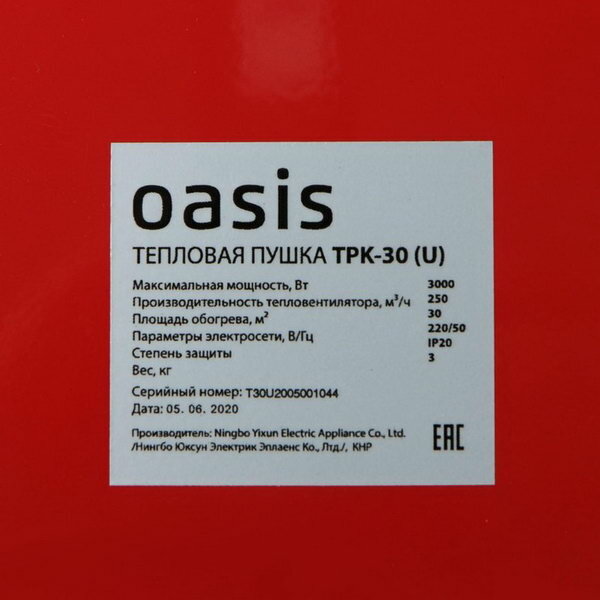 oasis
ТЕПЛОВАЯ ПУШКА TPK-30 (U)
Максимальная мощность, Вт 3000
Производительность тепловентилятора, м³/ч 250
Площадь обогрева, м² 30
Параметры электросети, В/Гц 220/50
Степень защиты IP20
Вес, кг 3
Серийный номер: T30U2005001044
Дата: 05. 06. 2020
Производитель: Ningbo Yixun Electric Appliance Co., Ltd.
/Нингбо Юксун Электрик Эплаенс Ко., Лтд./, КНР
EAC